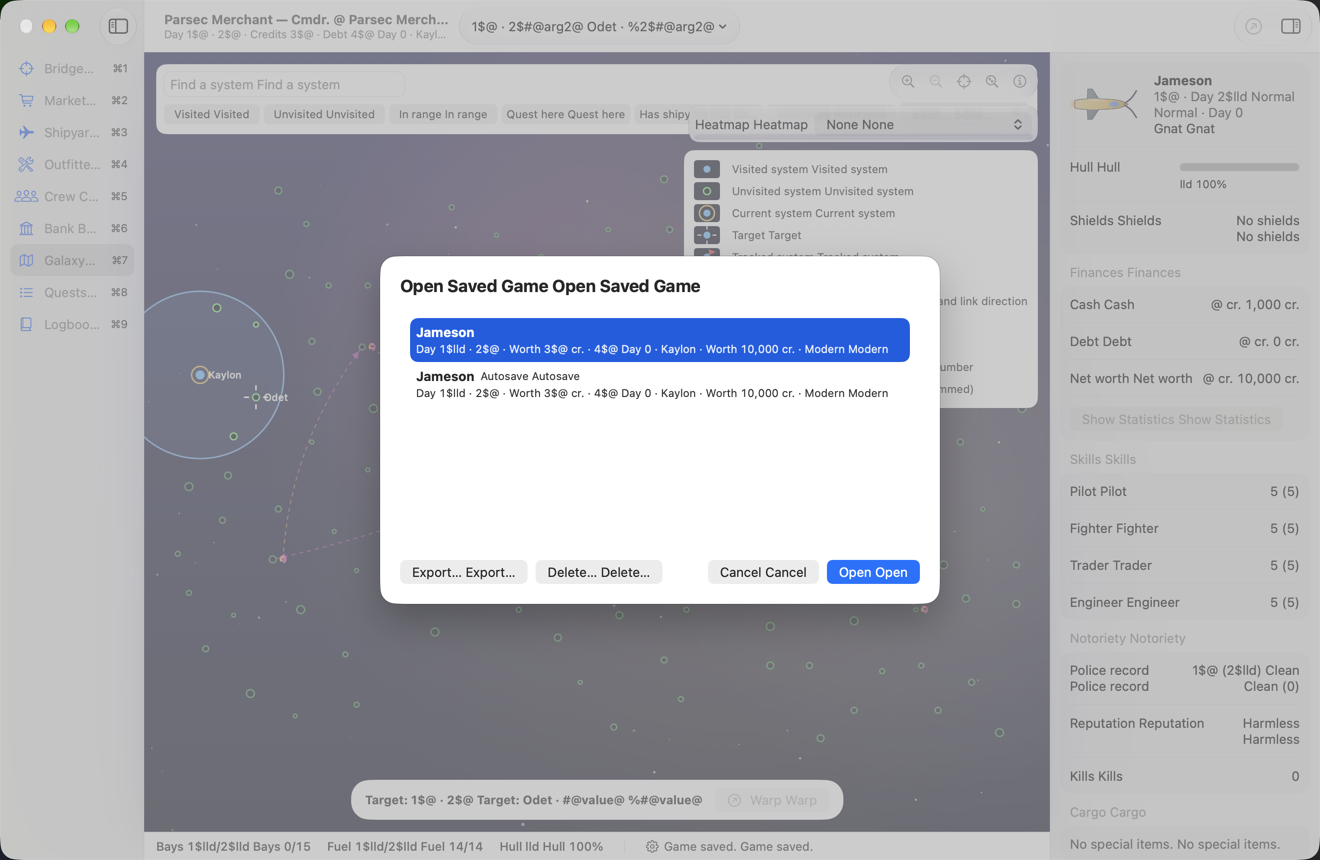 Parsec Merchant — Cmdr. @ Parsec Merch...
Day 1$@ · 2$@ · Credits 3$@ · Debt 4$@ Day 0 · Kayl...
1$@ · 2$#@arg2@ Odet · %2$#@arg2@
Bridge... ⌘1
Market... ⌘2
Shipyar... ⌘3
Outfitte... ⌘4
Crew C... ⌘5
Bank B... ⌘6
Galaxy... ⌘7
Quests... ⌘8
Logboo... ⌘9
Find a system Find a system
Visited Visited
Unvisited Unvisited
In range In range
Quest here Quest here
Has shipy
Heatmap Heatmap
None None
Visited system Visited system
Unvisited system Unvisited system
Current system Current system
Target Target
Tracked system Tracked system
and link direction
umber
mmed)
Kaylon
Odet
Open Saved Game Open Saved Game
Jameson
Day 1$lld · 2$@ · Worth 3$@ cr. · 4$@ Day 0 · Kaylon · Worth 10,000 cr. · Modern Modern
Jameson Autosave Autosave
Day 1$lld · 2$@ · Worth 3$@ cr. · 4$@ Day 0 · Kaylon · Worth 10,000 cr. · Modern Modern
Export... Export...
Delete... Delete...
Cancel Cancel
Open Open
Target: 1$@ · 2$@ Target: Odet · #@value@ %#@value@
Warp Warp
Bays 1$lld/2$lld Bays 0/15
Fuel 1$lld/2$lld Fuel 14/14
Hull lld Hull 100%
Game saved. Game saved.
Jameson
1$@ · Day 2$lld Normal
Normal · Day 0
Gnat Gnat
Hull Hull
lld 100%
Shields Shields
No shields
No shields
Finances Finances
Cash Cash @ cr. 1,000 cr.
Debt Debt @ cr. 0 cr.
Net worth Net worth @ cr. 10,000 cr.
Show Statistics Show Statistics
Skills Skills
Pilot Pilot 5 (5)
Fighter Fighter 5 (5)
Trader Trader 5 (5)
Engineer Engineer 5 (5)
Notoriety Notoriety
Police record 1$@ (2$lld) Clean
Police record Clean (0)
Reputation Reputation Harmless
Harmless
Kills Kills 0
Cargo Cargo
No special items. No special items.